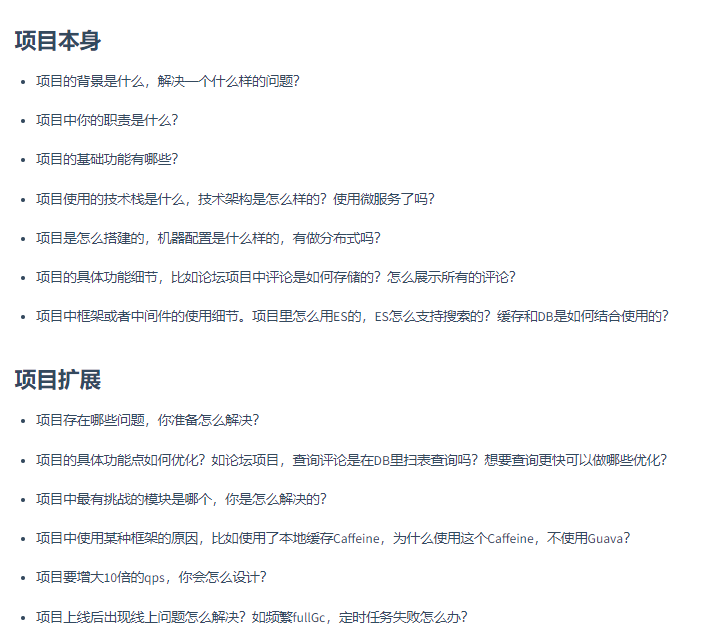 项目本身
项目的背景是什么，解决一个什么样的问题？
项目中你的职责是什么？
项目的基础功能有哪些？
项目使用的技术栈是什么，技术架构是怎么样的？使用微服务了吗？
项目是怎么搭建的，机器配置是什么样的，有做分布式吗？
项目的具体功能细节，比如论坛项目中评论是如何存储的？怎么展示所有的评论？
项目中框架或者中间件的使用细节。项目里怎么用ES的，ES怎么支持搜索的？缓存和DB是如何结合使用的？
项目扩展
项目存在哪些问题，你准备怎么解决？
项目的具体功能点如何优化？如论坛项目，查询评论是在DB里扫表查询吗？想要查询更快可以做哪些优化？
项目中最有挑战的模块是哪个，你是怎么解决的？
项目中使用某种框架的原因，比如使用了本地缓存Caffeine，为什么使用这个Caffeine，不使用Guava？
项目要增大10倍的qps，你会怎么设计？
项目上线后出现线上问题怎么解决？如频繁fullGc，定时任务失败怎么办？